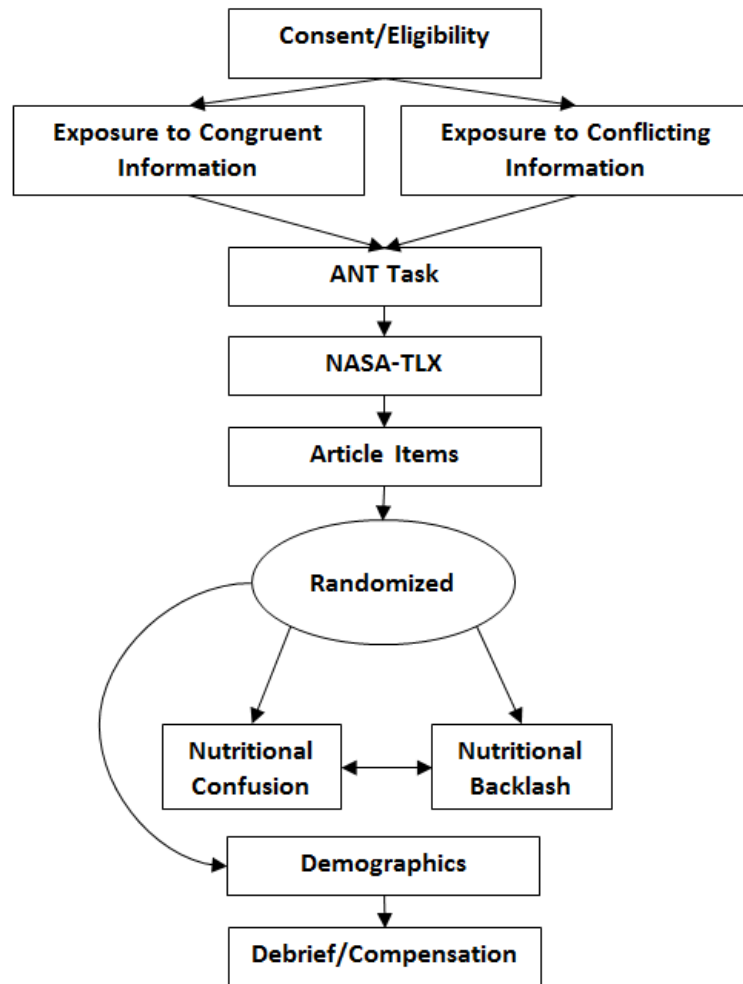 Consent/Eligibility
Exposure to Congruent
Information
Exposure to Conflicting
Information
ANT Task
NASA-TLX
Article Items
Randomized
Nutritional
Confusion
Nutritional
Backlash
Demographics
Debrief/Compensation